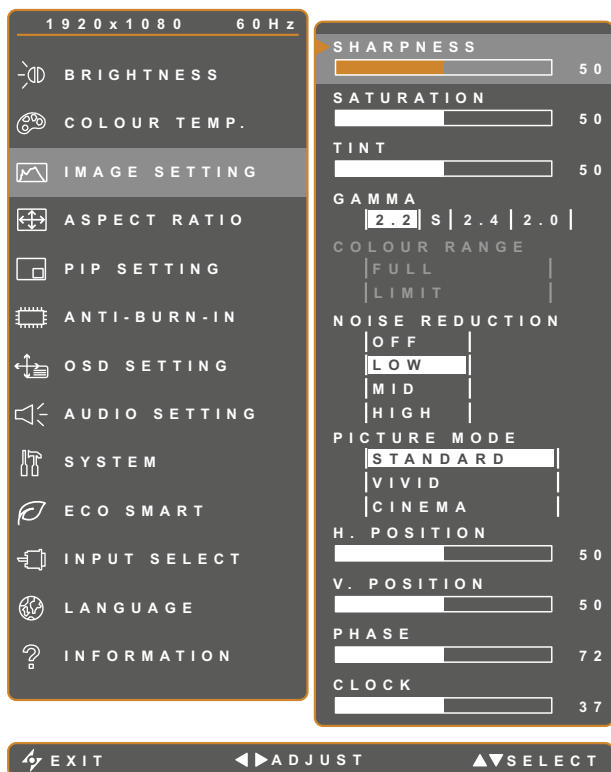 1920x1080 60Hz
BRIGHTNESS
COLOUR TEMP.
IMAGE SETTING
ASPECT RATIO
PIP SETTING
ANTI-BURN-IN
OSD SETTING
AUDIO SETTING
SYSTEM
ECO SMART
INPUT SELECT
LANGUAGE
INFORMATION
SHARPNESS
50
SATURATION
50
TINT
50
GAMMA
2.2 S 2.4 2.0
COLOUR RANGE
FULL
LIMIT
NOISE REDUCTION
OFF
LOW
MID
HIGH
PICTURE MODE
STANDARD
VIVID
CINEMA
H. POSITION
50
V. POSITION
50
PHASE
72
CLOCK
37
EXIT ADJUST SELECT